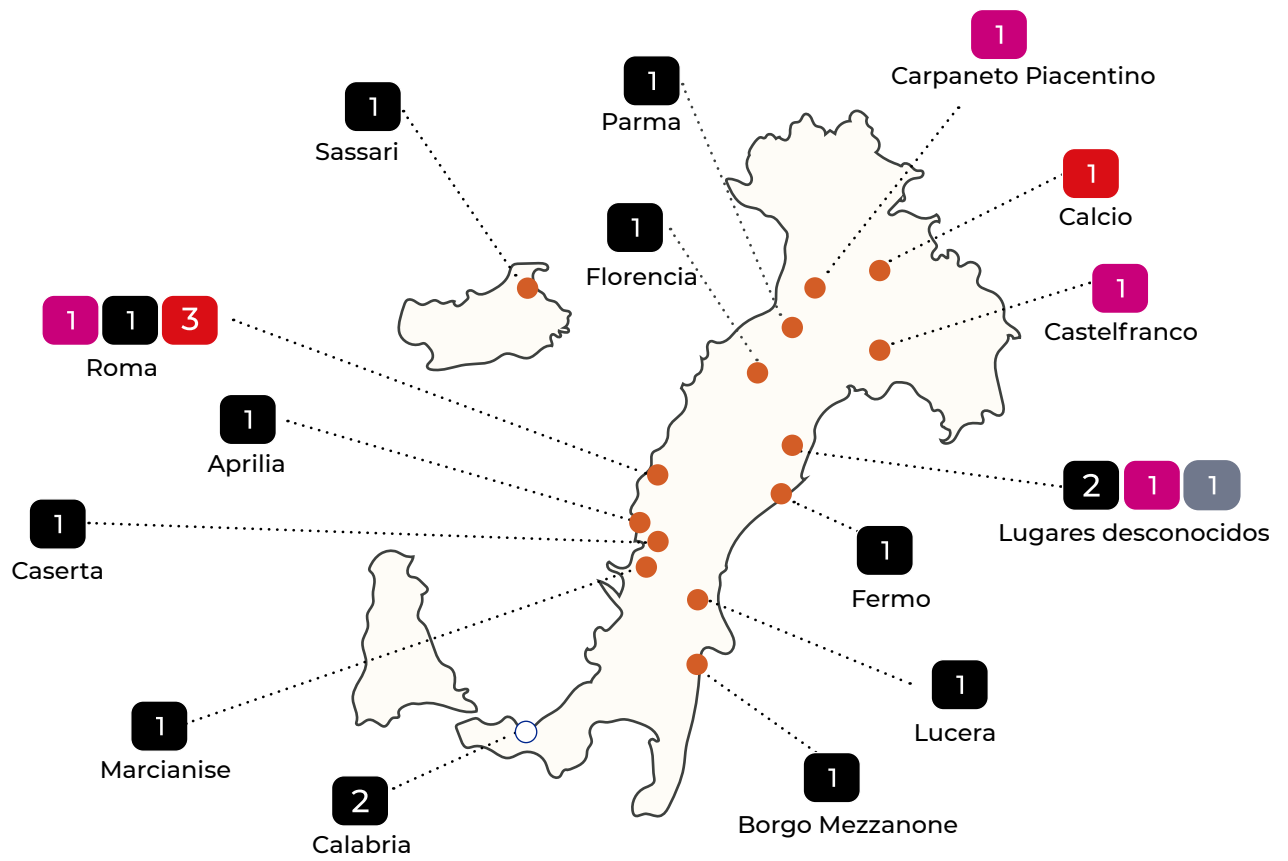 1
Carpaneto Piacentino
1
Parma
1
Sassari
1
Calcio
1
Florencia
1
Castelfranco
1 1 3
Roma
1
Aprilia
2 1 1
Lugares desconocidos
1
Caserta
1
Fermo
1
Lucera
1
Marcianise
1
Borgo Mezzanone
2
Calabria